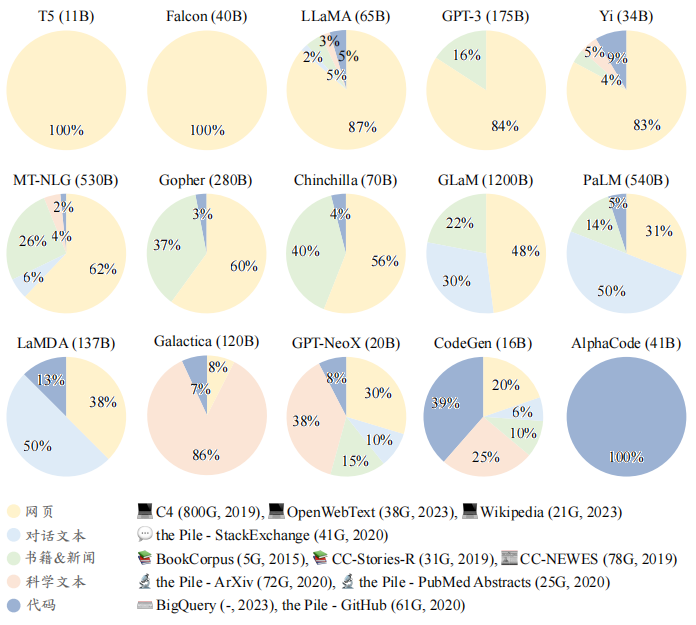 T5 (11B) Falcon (40B) LLaMA (65B) GPT-3 (175B) Yi (34B)
100%
100%
3% 5% 2% 5% 87%
16% 84%
5% 9% 4% 83%
MT-NLG (530B) Gopher (280B) Chinchilla (70B) GLaM (1200B) PaLM (540B)
2% 26% 4% 6% 62%
3% 37% 60%
4% 40% 56%
22% 48% 30%
5% 14% 31% 50%
LaMDA (137B) Galactica (120B) GPT-NeoX (20B) CodeGen (16B) AlphaCode (41B)
13% 38% 50%
8% 7% 86%
8% 30% 38% 10% 15%
39% 20% 6% 10% 25%
100%
网页 C4 (800G, 2019), OpenWebText (38G, 2023), Wikipedia (21G, 2023)
对话文本 the Pile - StackExchange (41G, 2020)
书籍&新闻 BookCorpus (5G, 2015), CC-Stories-R (31G, 2019), CC-NEWES (78G, 2019)
科学文本 the Pile - ArXiv (72G, 2020), the Pile - PubMed Abstracts (25G, 2020)
代码 BigQuery (-, 2023), the Pile - GitHub (61G, 2020)